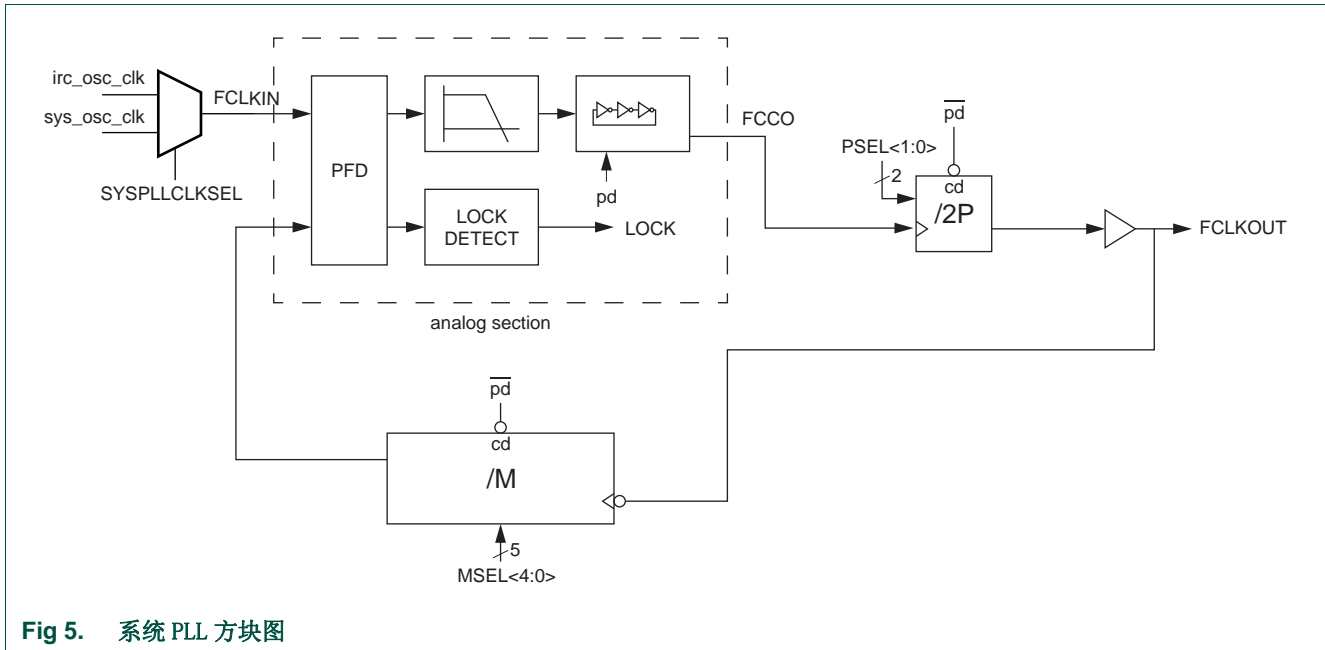 irc_osc_clk
sys_osc_clk
FCLKIN
SYSPLLCLKSEL
PFD
pd
LOCK
DETECT
LOCK
analog section
FCCO
pd
PSEL<1:0>
2
cd
/2P
FCLKOUT
pd
cd
/M
5
MSEL<4:0>
Fig 5. 系统 PLL 方块图